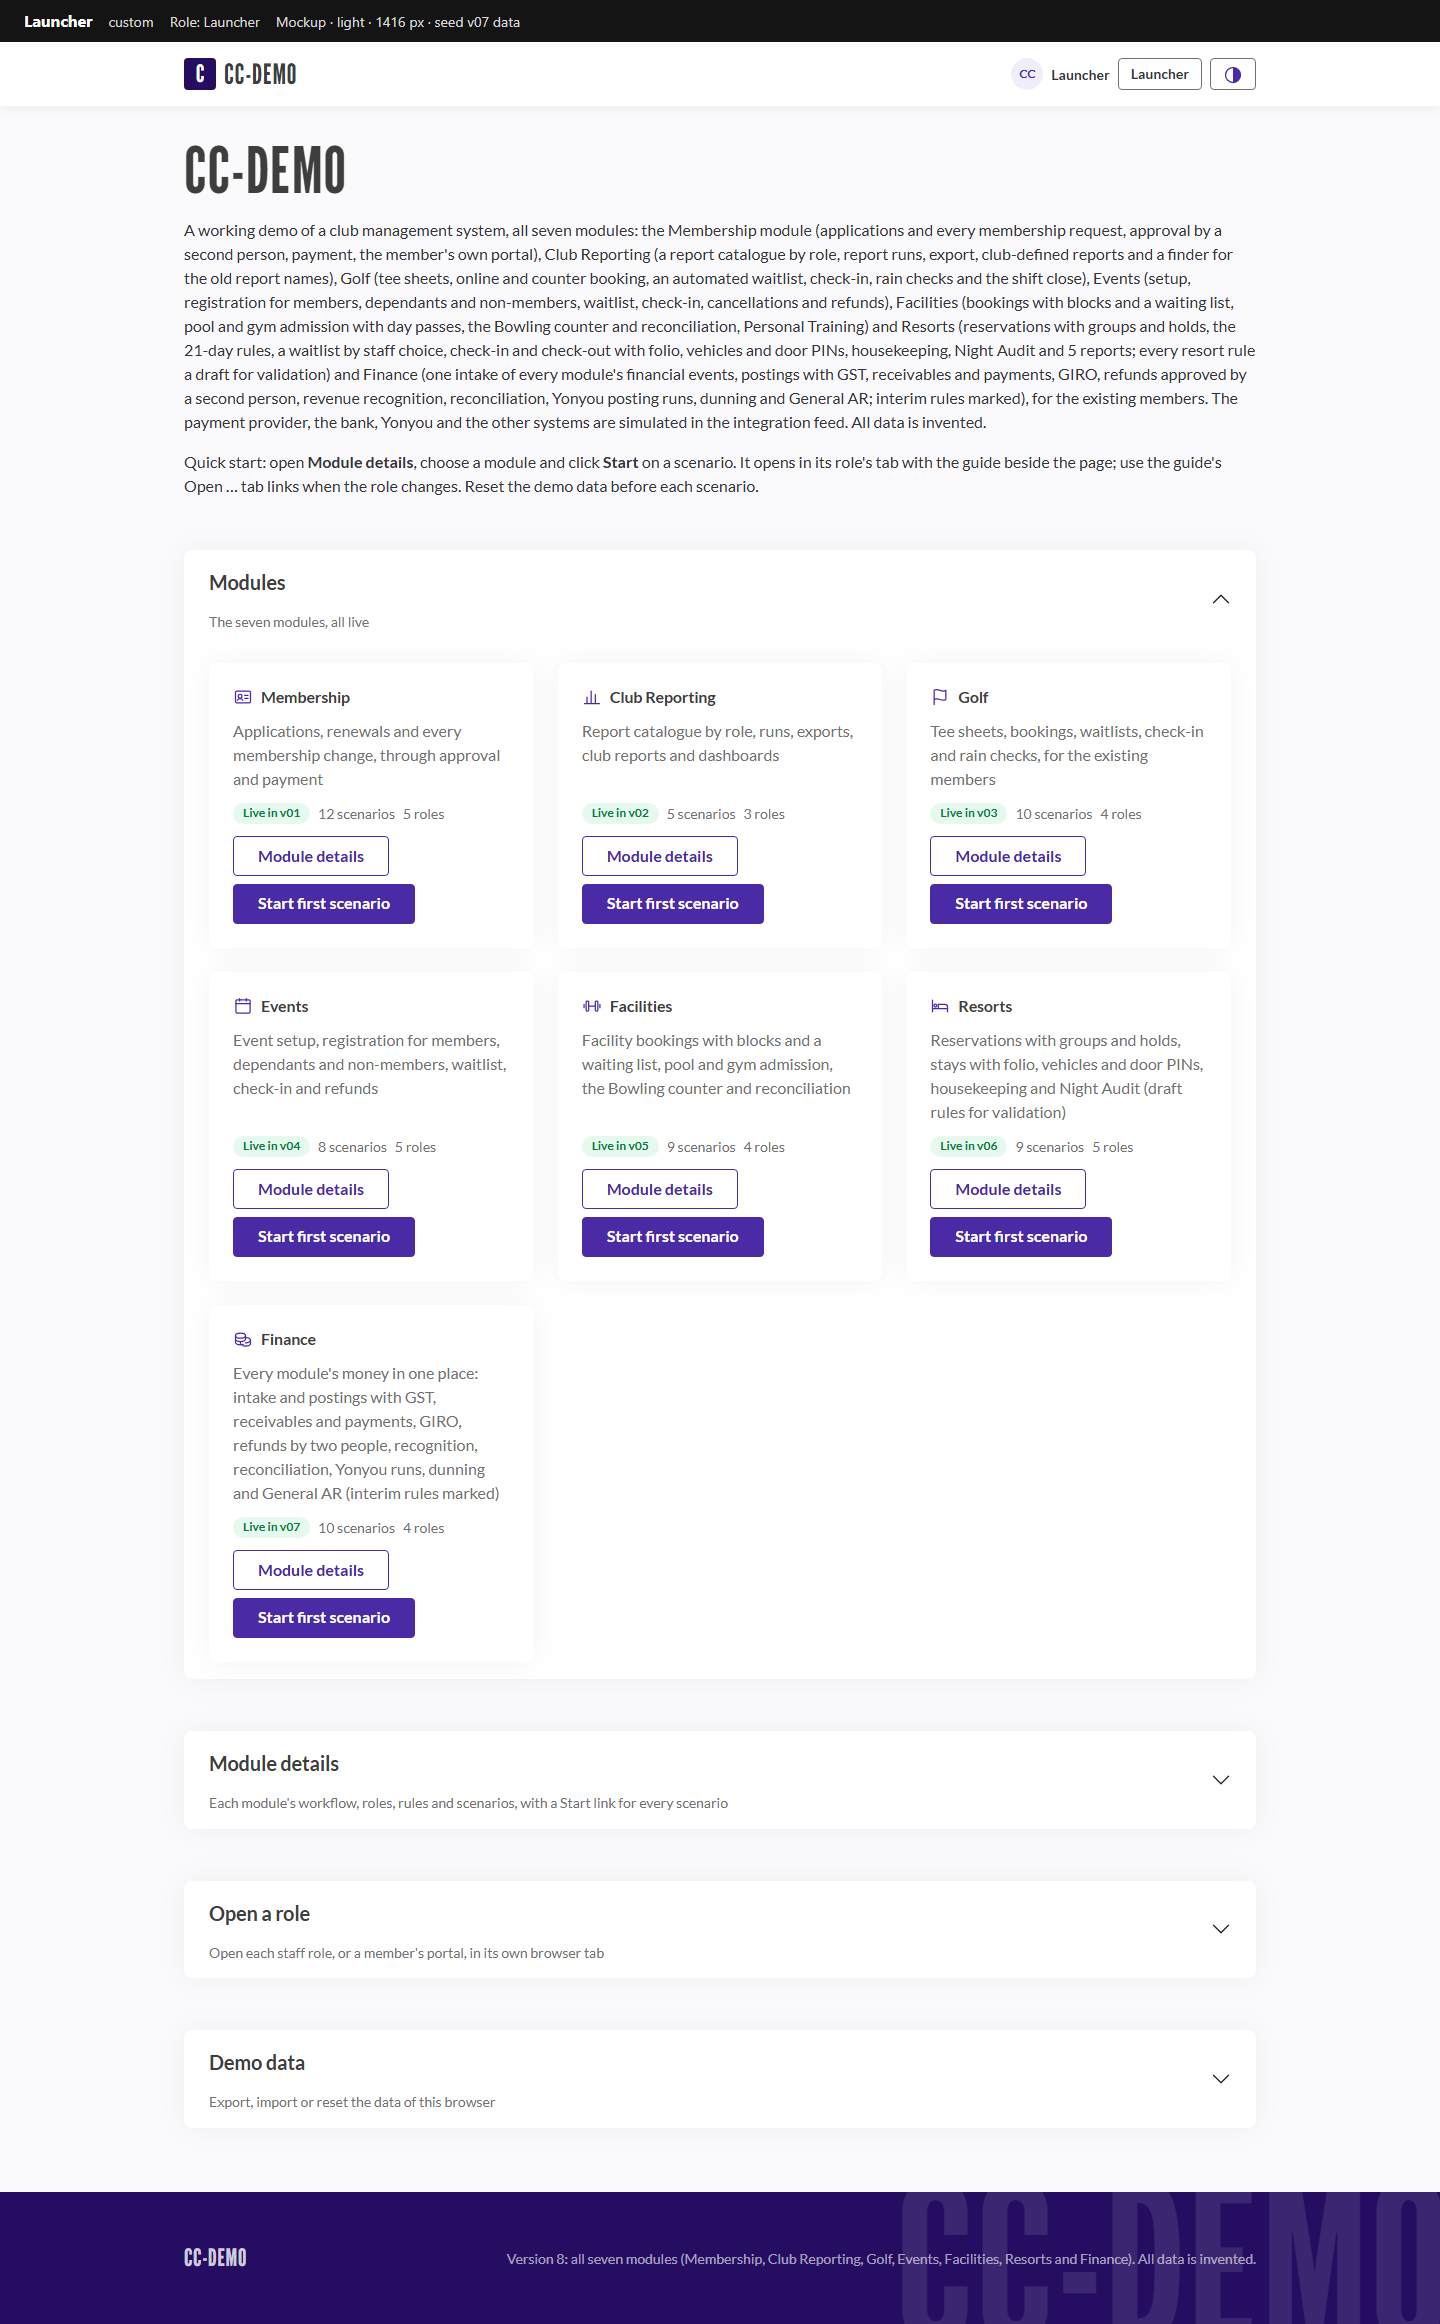 Launcher custom Role: Launcher Mockup · light · 1416 px · seed v07 data
C CC-DEMO
CC Launcher Launcher
CC-DEMO
A working demo of a club management system, all seven modules: the Membership module (applications and every membership request, approval by a
second person, payment, the member's own portal), Club Reporting (a report catalogue by role, report runs, export, club-defined reports and a finder for
the old report names), Golf (tee sheets, online and counter booking, an automated waitlist, check-in, rain checks and the shift close), Events (setup,
registration for members, dependants and non-members, waitlist, check-in, cancellations and refunds), Facilities (bookings with blocks and a waiting list,
pool and gym admission with day passes, the Bowling counter and reconciliation, Personal Training) and Resorts (reservations with groups and holds, the
21-day rules, a waitlist by staff choice, check-in and check-out with folio, vehicles and door PINs, housekeeping, Night Audit and 5 reports; every resort rule
a draft for validation) and Finance (one intake of every module's financial events, postings with GST, receivables and payments, GIRO, refunds approved by
a second person, revenue recognition, reconciliation, Yonyou posting runs, dunning and General AR; interim rules marked), for the existing members. The
payment provider, the bank, Yonyou and the other systems are simulated in the integration feed. All data is invented.
Quick start: open Module details, choose a module and click Start on a scenario. It opens in its role's tab with the guide beside the page; use the guide's
Open ... tab links when the role changes. Reset the demo data before each scenario.
Modules
The seven modules, all live
Membership
Applications, renewals and every
membership change, through approval
and payment
Live in v01 12 scenarios 5 roles
Module details
Start first scenario
Club Reporting
Report catalogue by role, runs, exports,
club reports and dashboards
Live in v02 5 scenarios 3 roles
Module details
Start first scenario
Golf
Tee sheets, bookings, waitlists, check-in
and rain checks, for the existing
members
Live in v03 10 scenarios 4 roles
Module details
Start first scenario
Events
Event setup, registration for members,
dependants and non-members, waitlist,
check-in and refunds
Live in v04 8 scenarios 5 roles
Module details
Start first scenario
Facilities
Facility bookings with blocks and a
waiting list, pool and gym admission,
the Bowling counter and reconciliation
Live in v05 9 scenarios 4 roles
Module details
Start first scenario
Resorts
Reservations with groups and holds,
stays with folio, vehicles and door PINs,
housekeeping and Night Audit (draft
rules for validation)
Live in v06 9 scenarios 5 roles
Module details
Start first scenario
Finance
Every module's money in one place:
intake and postings with GST,
receivables and payments, GIRO,
refunds by two people, recognition,
reconciliation, Yonyou runs, dunning
and General AR (interim rules marked)
Live in v07 10 scenarios 4 roles
Module details
Start first scenario
Module details
Each module's workflow, roles, rules and scenarios, with a Start link for every scenario
Open a role
Open each staff role, or a member's portal, in its own browser tab
Demo data
Export, import or reset the data of this browser
CC-DEMO
CC-DEMO
Version 8: all seven modules (Membership, Club Reporting, Golf, Events, Facilities, Resorts and Finance). All data is invented.